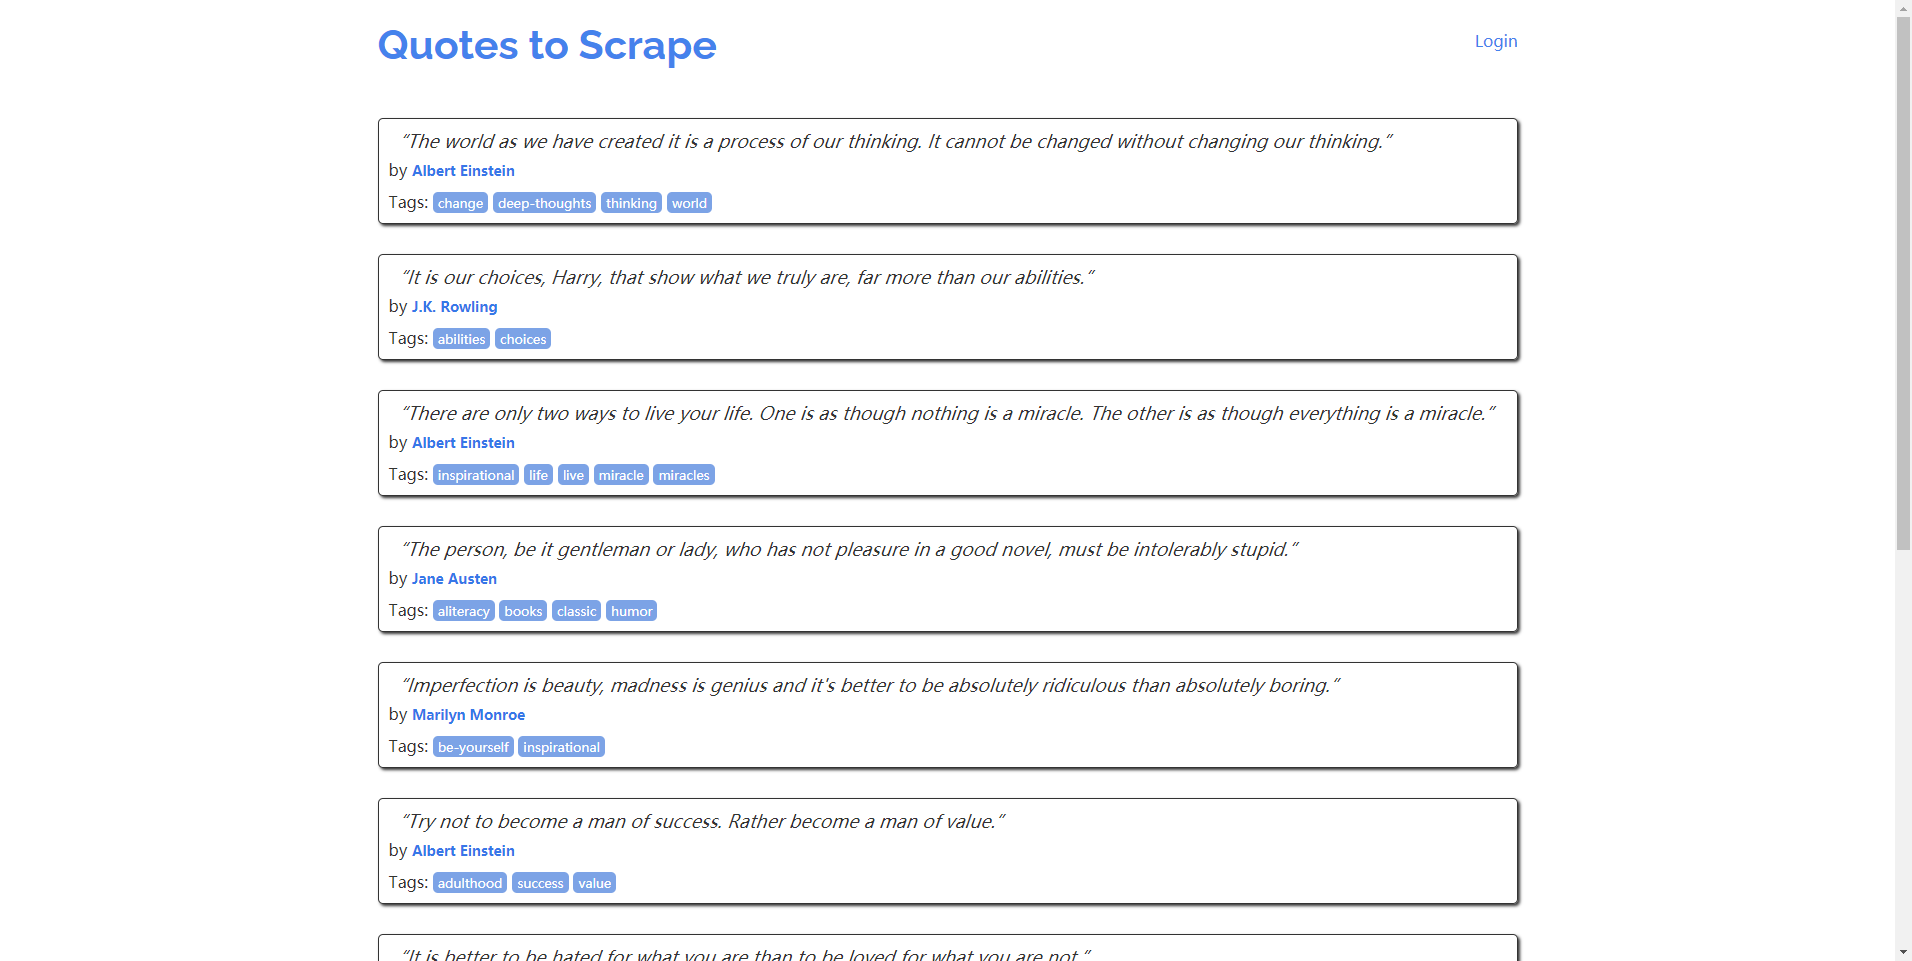 Quotes to Scrape
Login
“The world as we have created it is a process of our thinking. It cannot be changed without changing our thinking.”
by Albert Einstein
Tags: change deep-thoughts thinking world
“It is our choices, Harry, that show what we truly are, far more than our abilities.”
by J.K. Rowling
Tags: abilities choices
“There are only two ways to live your life. One is as though nothing is a miracle. The other is as though everything is a miracle.”
by Albert Einstein
Tags: inspirational life live miracle miracles
“The person, be it gentleman or lady, who has not pleasure in a good novel, must be intolerably stupid.”
by Jane Austen
Tags: aliteracy books classic humor
“Imperfection is beauty, madness is genius and it's better to be absolutely ridiculous than absolutely boring.”
by Marilyn Monroe
Tags: be-yourself inspirational
“Try not to become a man of success. Rather become a man of value.”
by Albert Einstein
Tags: adulthood success value
“It is better to be hated for what you are than to be loved for what you are not.”